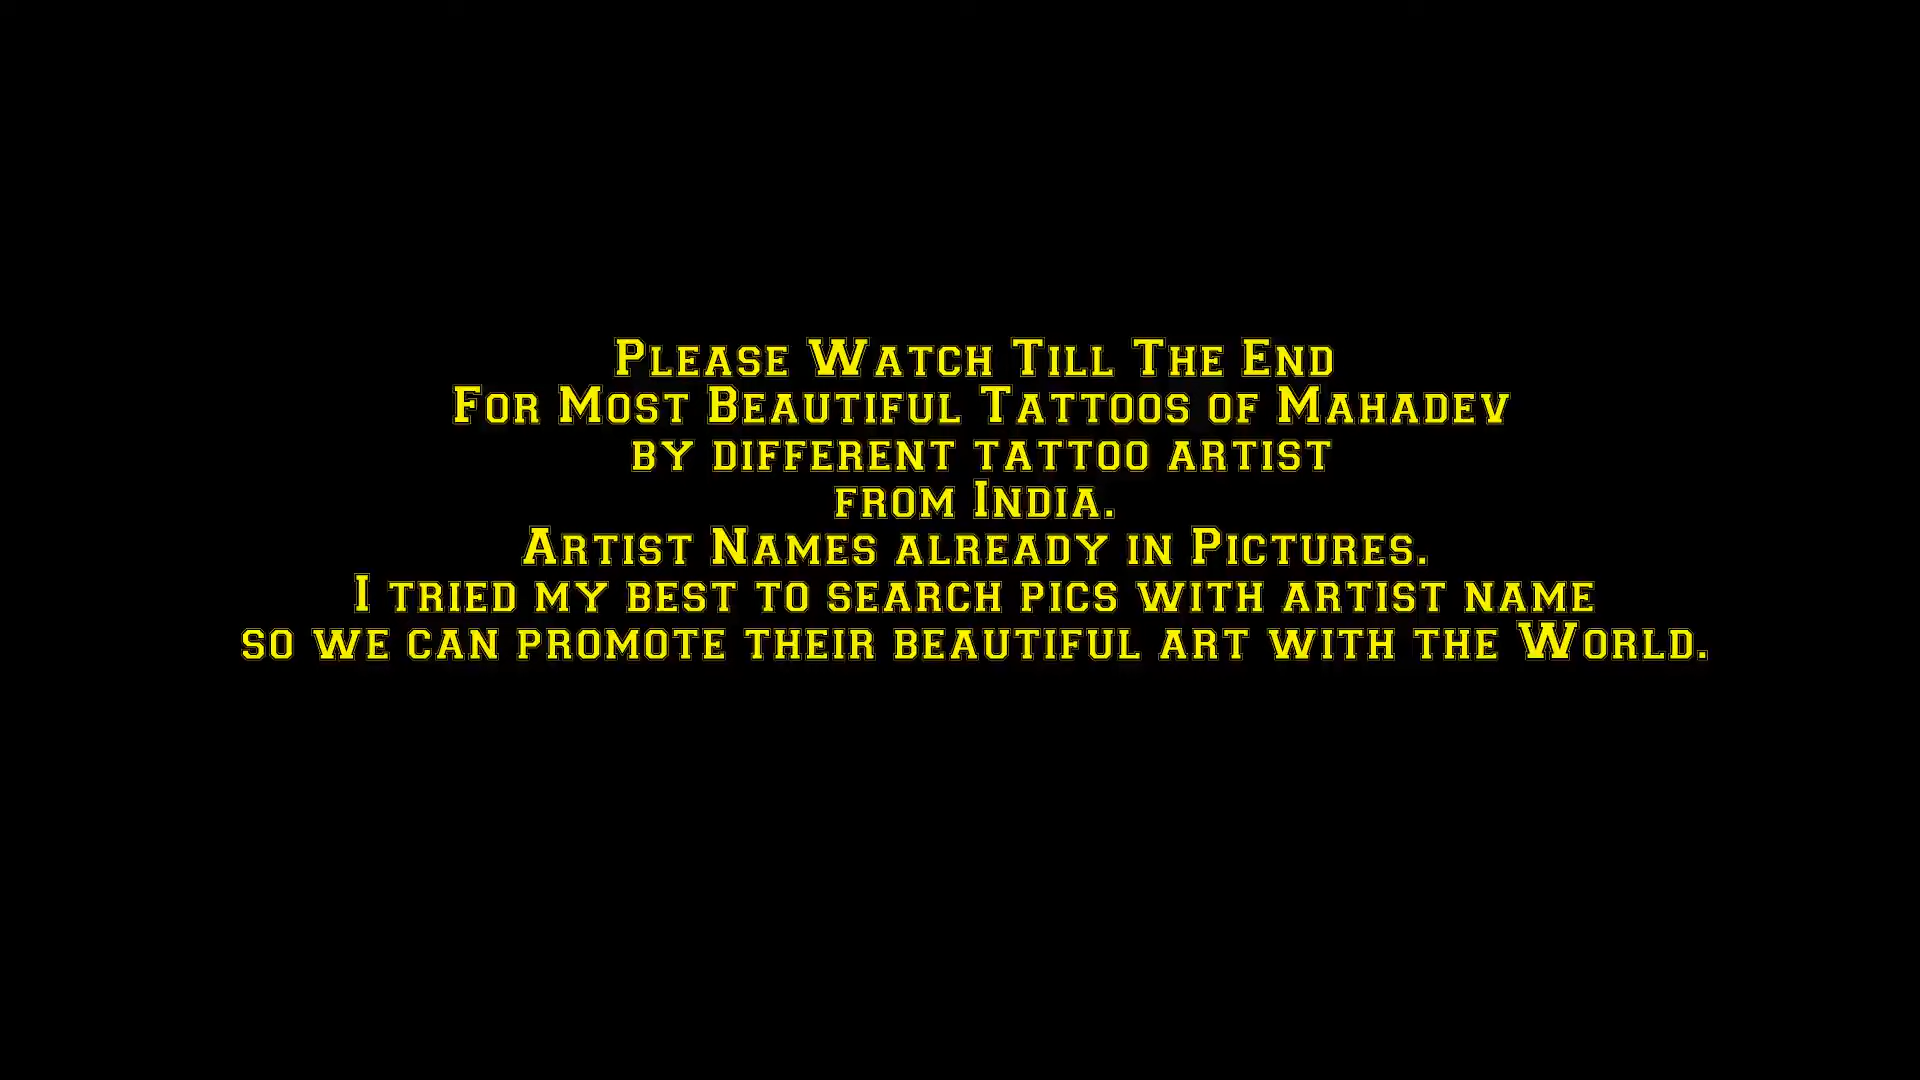 Please Watch Till The End
For Most Beautiful Tattoos of Mahadev
by different tattoo artist
from India.
Artist Names already in Pictures.
I tried my best to search pics with artist name
so we can promote their beautiful art with the World.